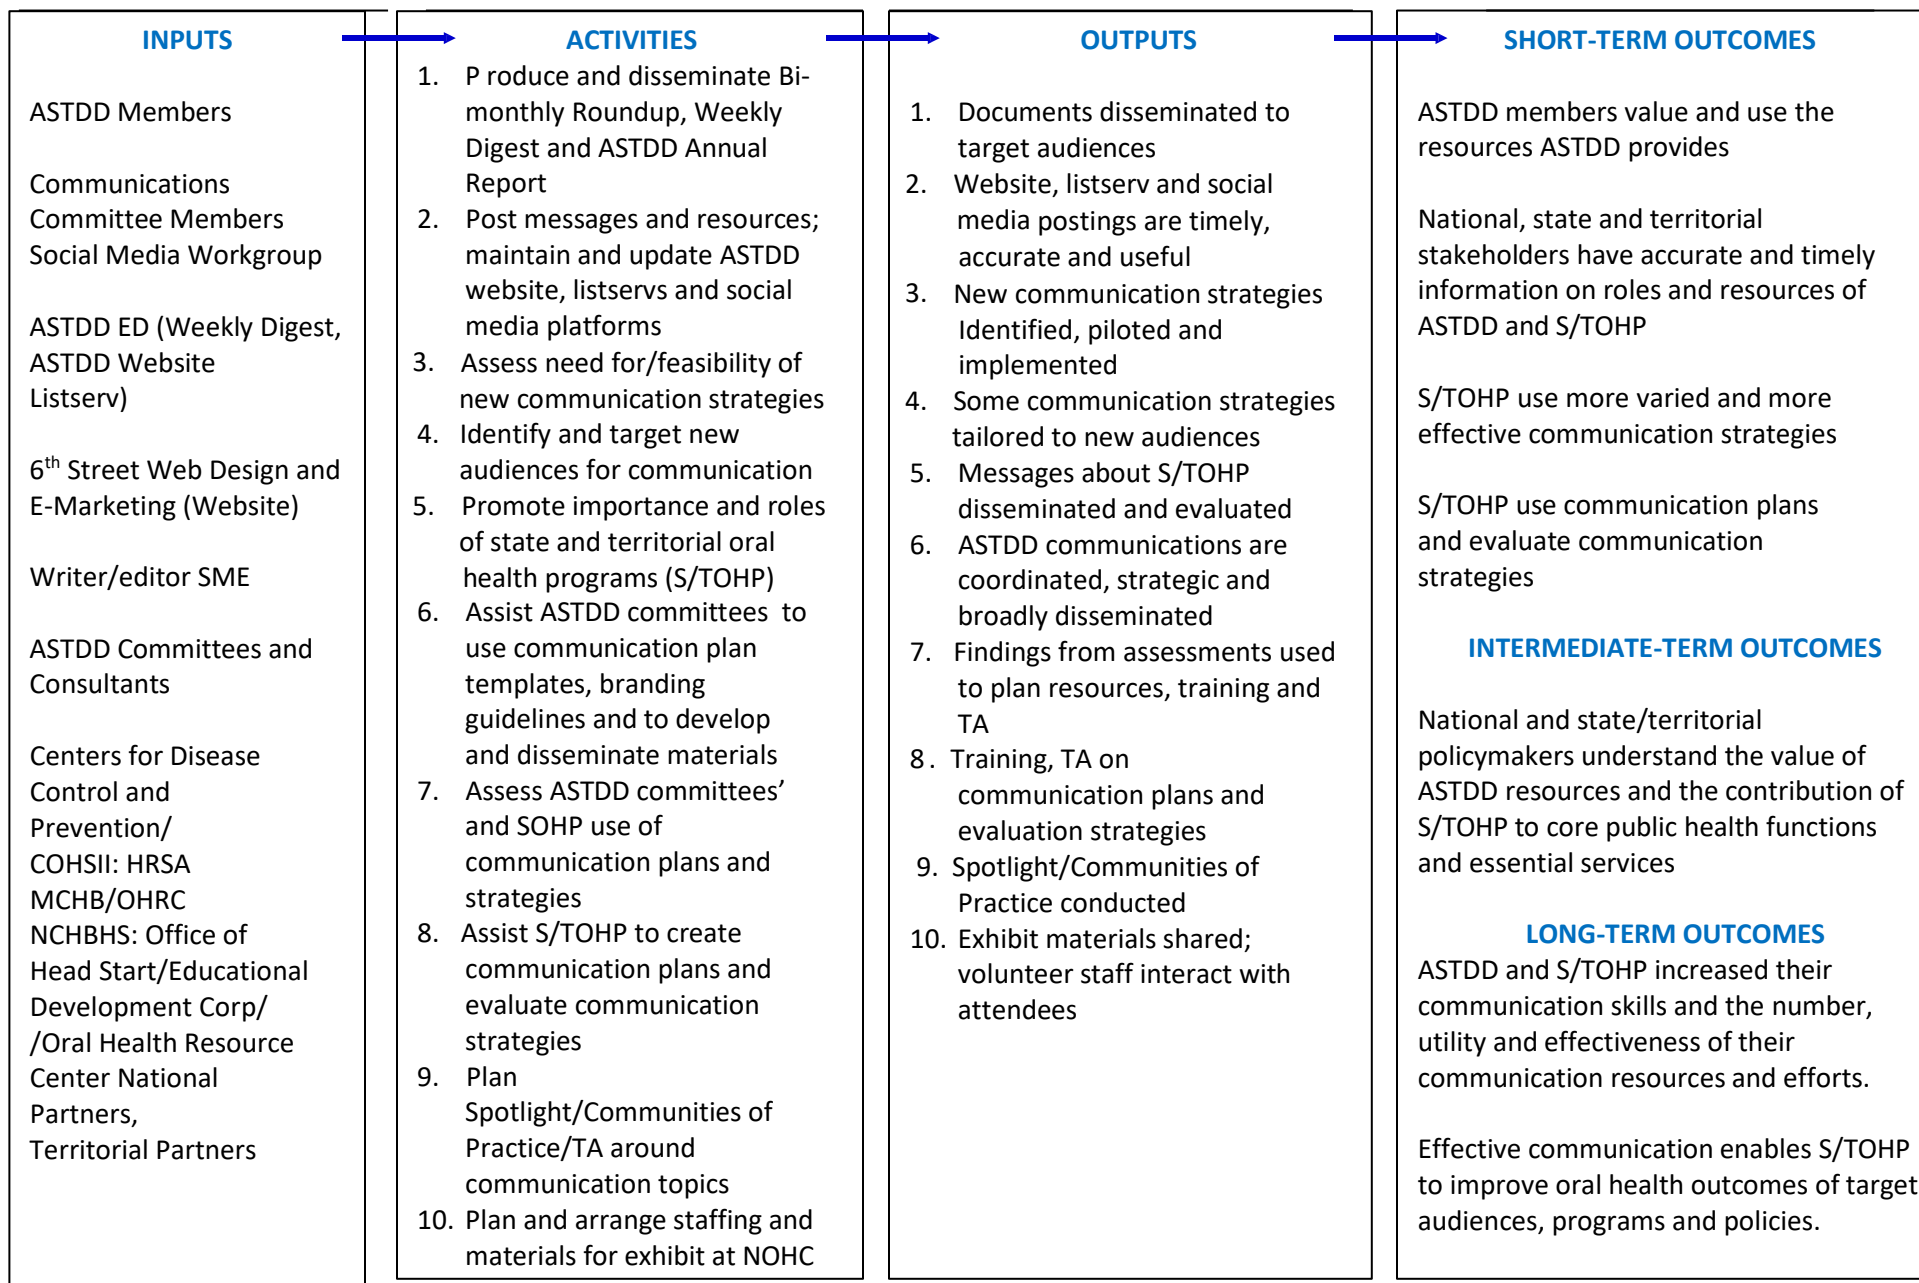 INPUTS
ASTDD Members
Communications
Committee Members
Social Media Workgroup
ASTDD ED (Weekly Digest,
ASTDD Website
Listserv)
6th Street Web Design and
E-Marketing (Website)
Writer/editor SME
ASTDD Committees and
Consultants
Centers for Disease
Control and
Prevention/
COHSII: HRSA
MCHB/OHRC
NCHBHS: Office of
Head Start/Educational
Development Corp/
/Oral Health Resource
Center National
Partners,
Territorial Partners
ACTIVITIES
1. P roduce and disseminate Bi-
monthly Roundup, Weekly
Digest and ASTDD Annual
Report
2. Post messages and resources;
maintain and update ASTDD
website, listservs and social
media platforms
3. Assess need for/feasibility of
new communication strategies
4. Identify and target new
audiences for communication
5. Promote importance and roles
of state and territorial oral
health programs (S/TOHP)
6. Assist ASTDD committees to
use communication plan
templates, branding
guidelines and to develop
and disseminate materials
7. Assess ASTDD committees’
and SOHP use of
communication plans and
strategies
8. Assist S/TOHP to create
communication plans and
evaluate communication
strategies
9. Plan
Spotlight/Communities of
Practice/TA around
communication topics
10. Plan and arrange staffing and
materials for exhibit at NOHC
OUTPUTS
1. Documents disseminated to
target audiences
2. Website, listserv and social
media postings are timely,
accurate and useful
3. New communication strategies
Identified, piloted and
implemented
4. Some communication strategies
tailored to new audiences
5. Messages about S/TOHP
disseminated and evaluated
6. ASTDD communications are
coordinated, strategic and
broadly disseminated
7. Findings from assessments used
to plan resources, training and
TA
8 . Training, TA on
communication plans and
evaluation strategies
9. Spotlight/Communities of
Practice conducted
10. Exhibit materials shared;
volunteer staff interact with
attendees
SHORT-TERM OUTCOMES
ASTDD members value and use the
resources ASTDD provides
National, state and territorial
stakeholders have accurate and timely
information on roles and resources of
ASTDD and S/TOHP
S/TOHP use more varied and more
effective communication strategies
S/TOHP use communication plans
and evaluate communication
strategies
INTERMEDIATE-TERM OUTCOMES
National and state/territorial
policymakers understand the value of
ASTDD resources and the contribution of
S/TOHP to core public health functions
and essential services
LONG-TERM OUTCOMES
ASTDD and S/TOHP increased their
communication skills and the number,
utility and effectiveness of their
communication resources and efforts.
Effective communication enables S/TOHP
to improve oral health outcomes of target
audiences, programs and policies.